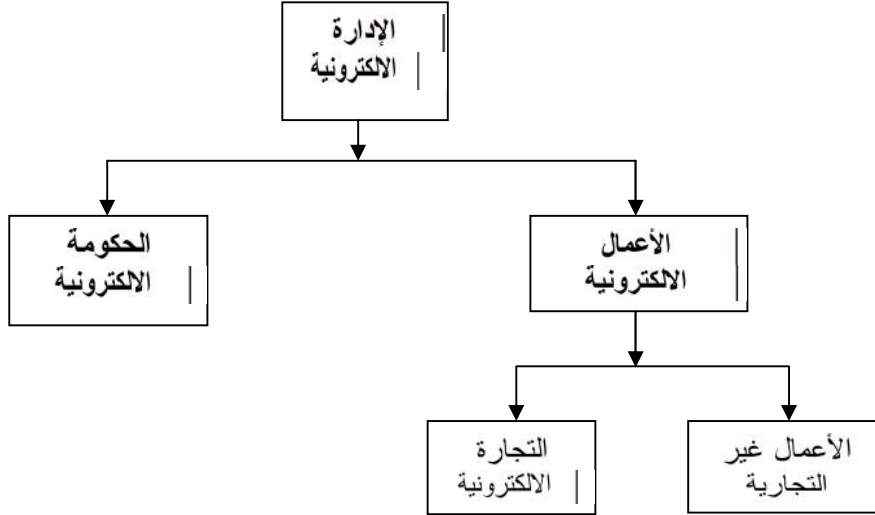 الإدارة
الالكترونية
الأعمال
الالكترونية
الحكومة
الالكترونية
الأعمال غير
التجارية
التجارة
الالكترونية